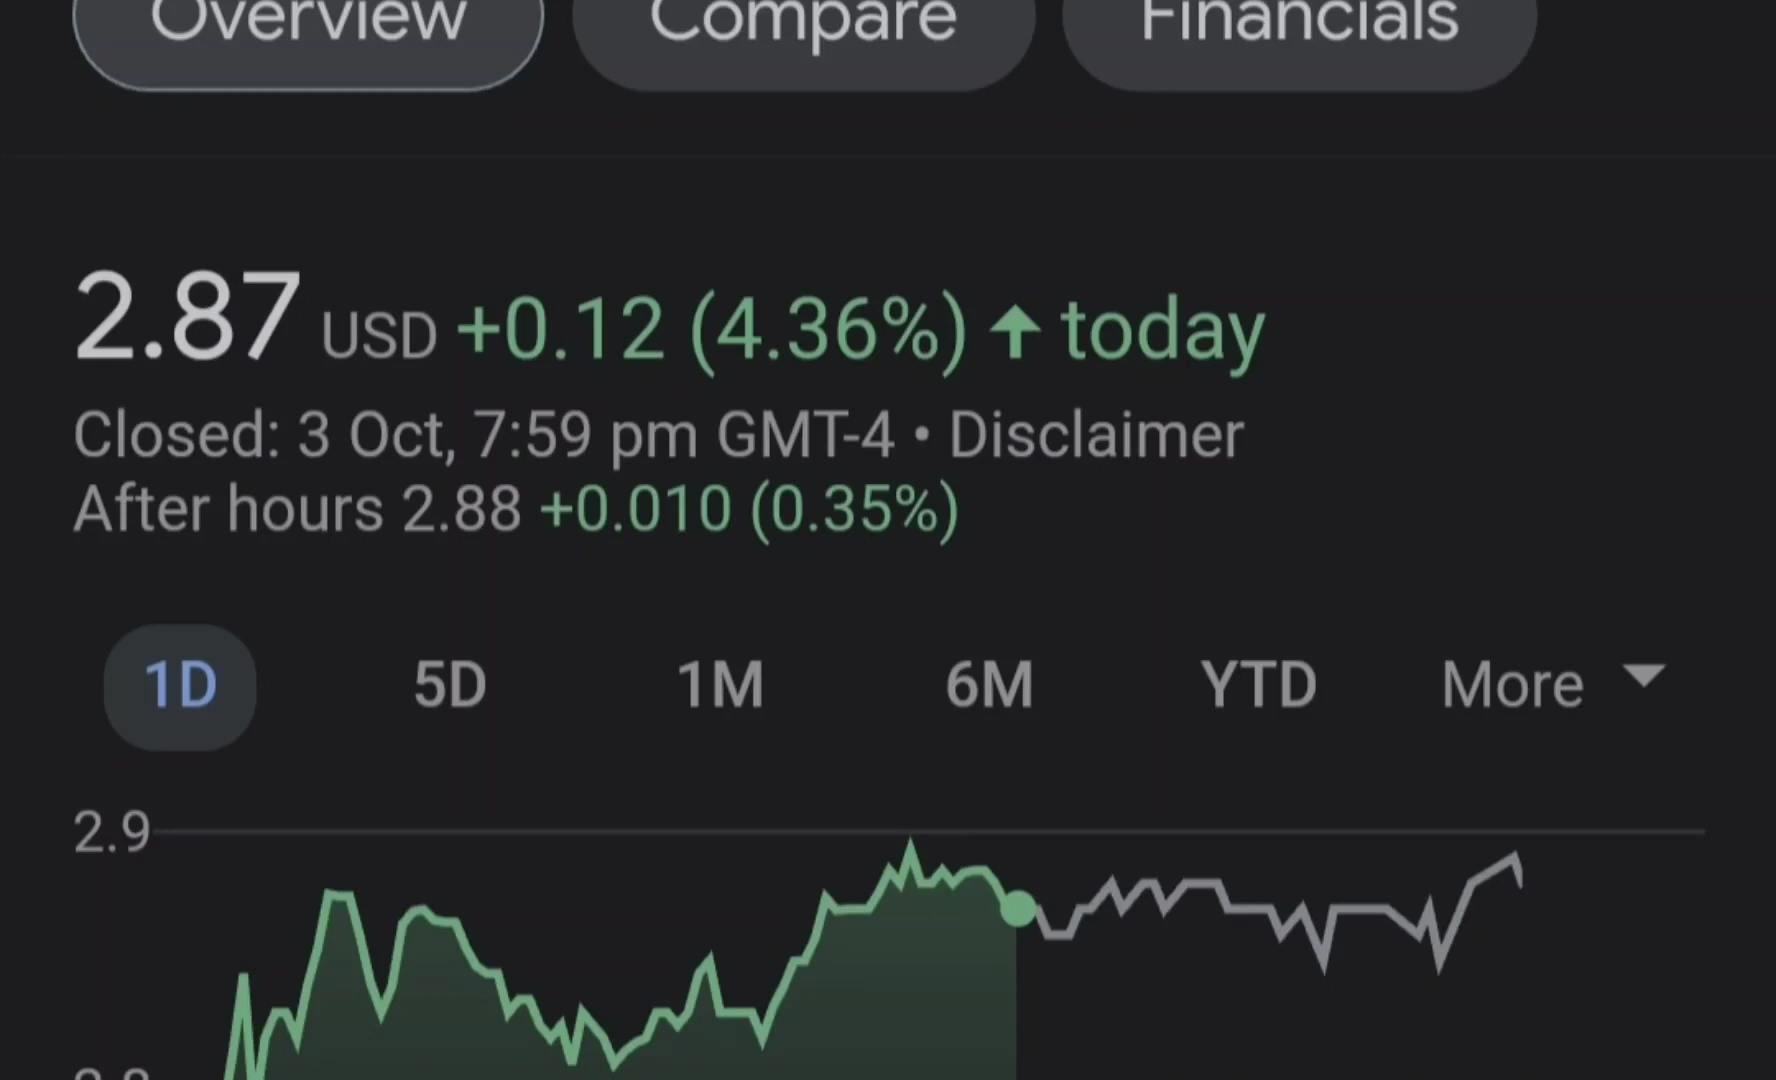 Overview Compare Financials
2.87 USD +0.12 (4.36%) ↑ today
Closed: 3 Oct, 7:59 pm GMT-4 • Disclaimer
After hours 2.88 +0.010 (0.35%)
1D 5D 1M 6M YTD More
2.9